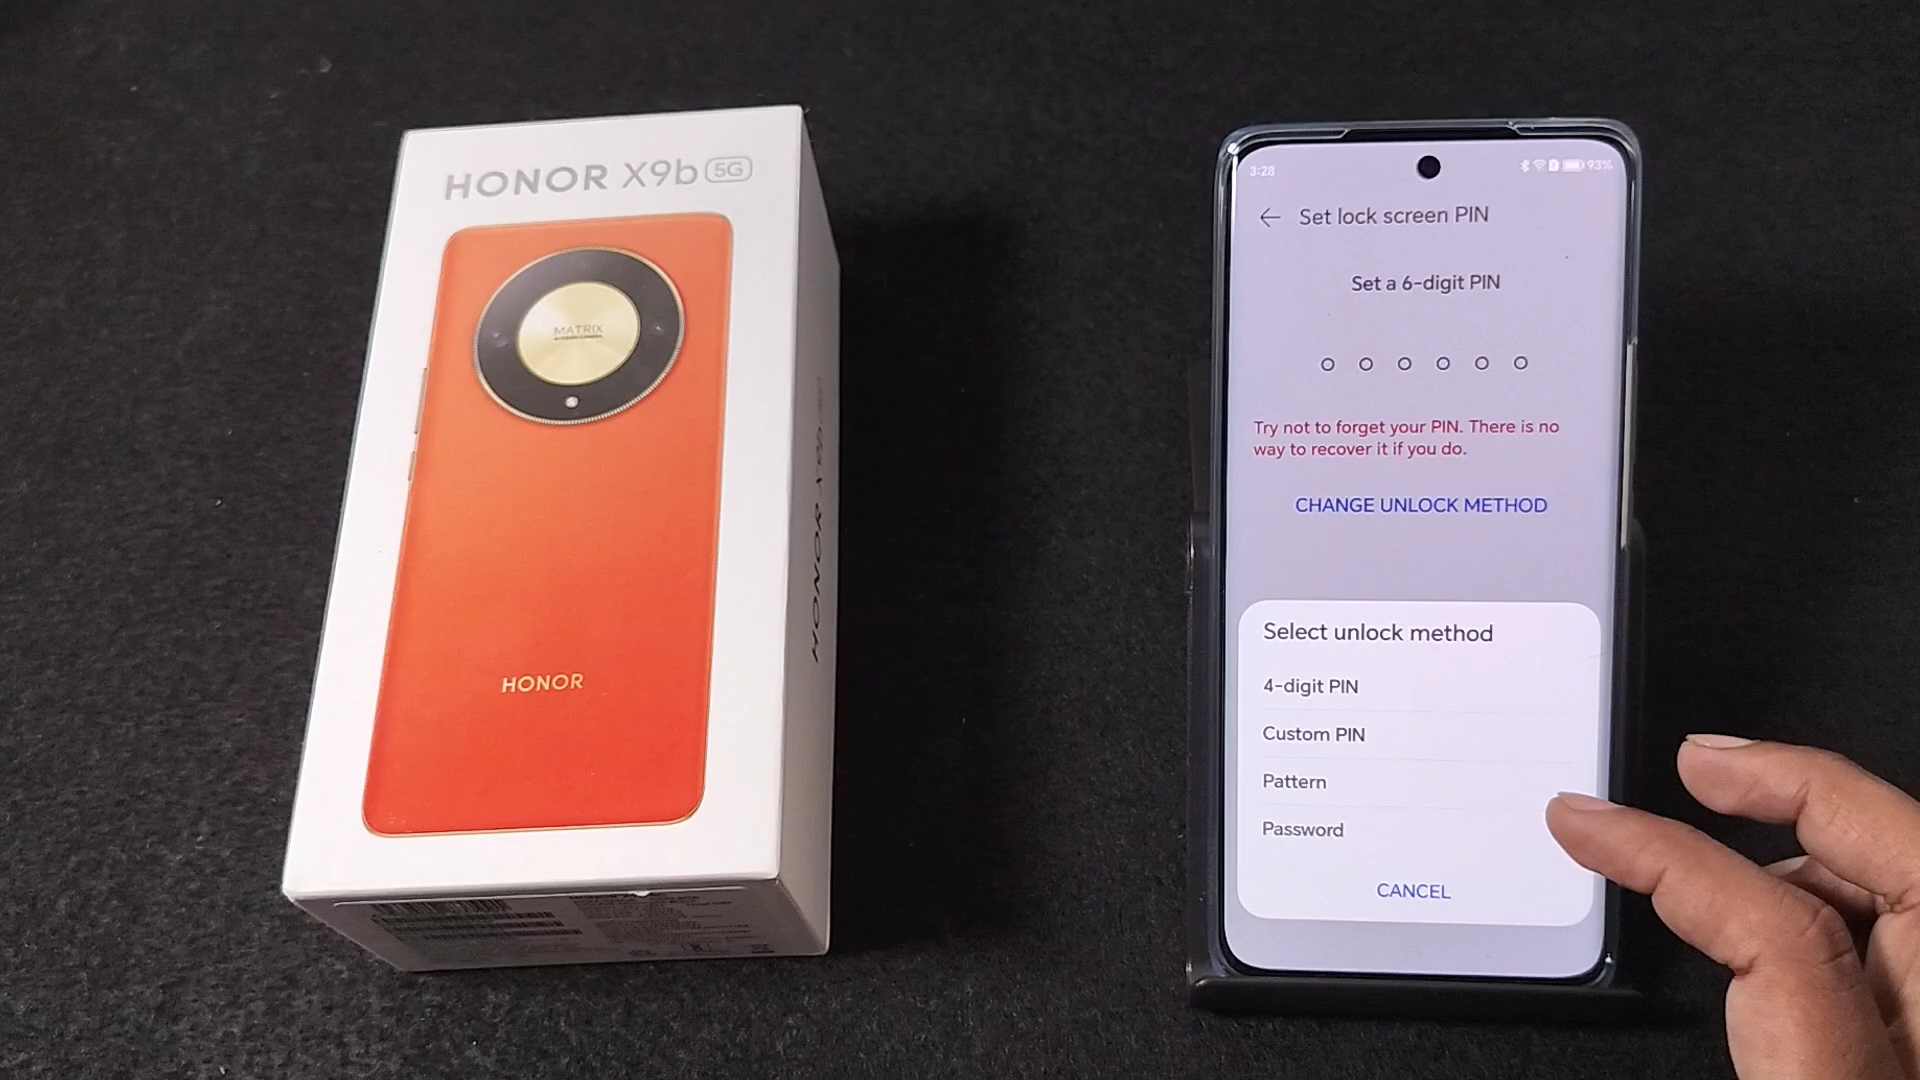 HONOR X9b 5G
MATRIX
HONOR
HONOR X9b 5G
3:28
93%
Set lock screen PIN
Set a 6-digit PIN
Try not to forget your PIN. There is no
way to recover it if you do.
CHANGE UNLOCK METHOD
Select unlock method
4-digit PIN
Custom PIN
Pattern
Password
CANCEL